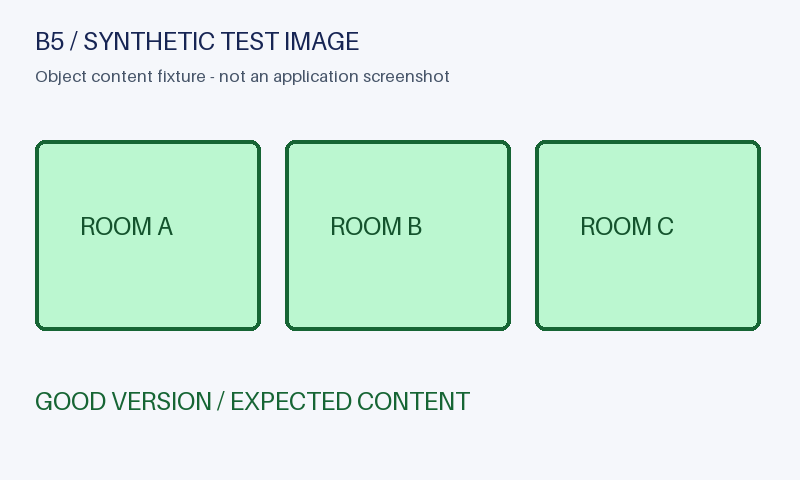 B5 / SYNTHETIC TEST IMAGE
Object content fixture - not an application screenshot
ROOM A
ROOM B
ROOM C
GOOD VERSION / EXPECTED CONTENT